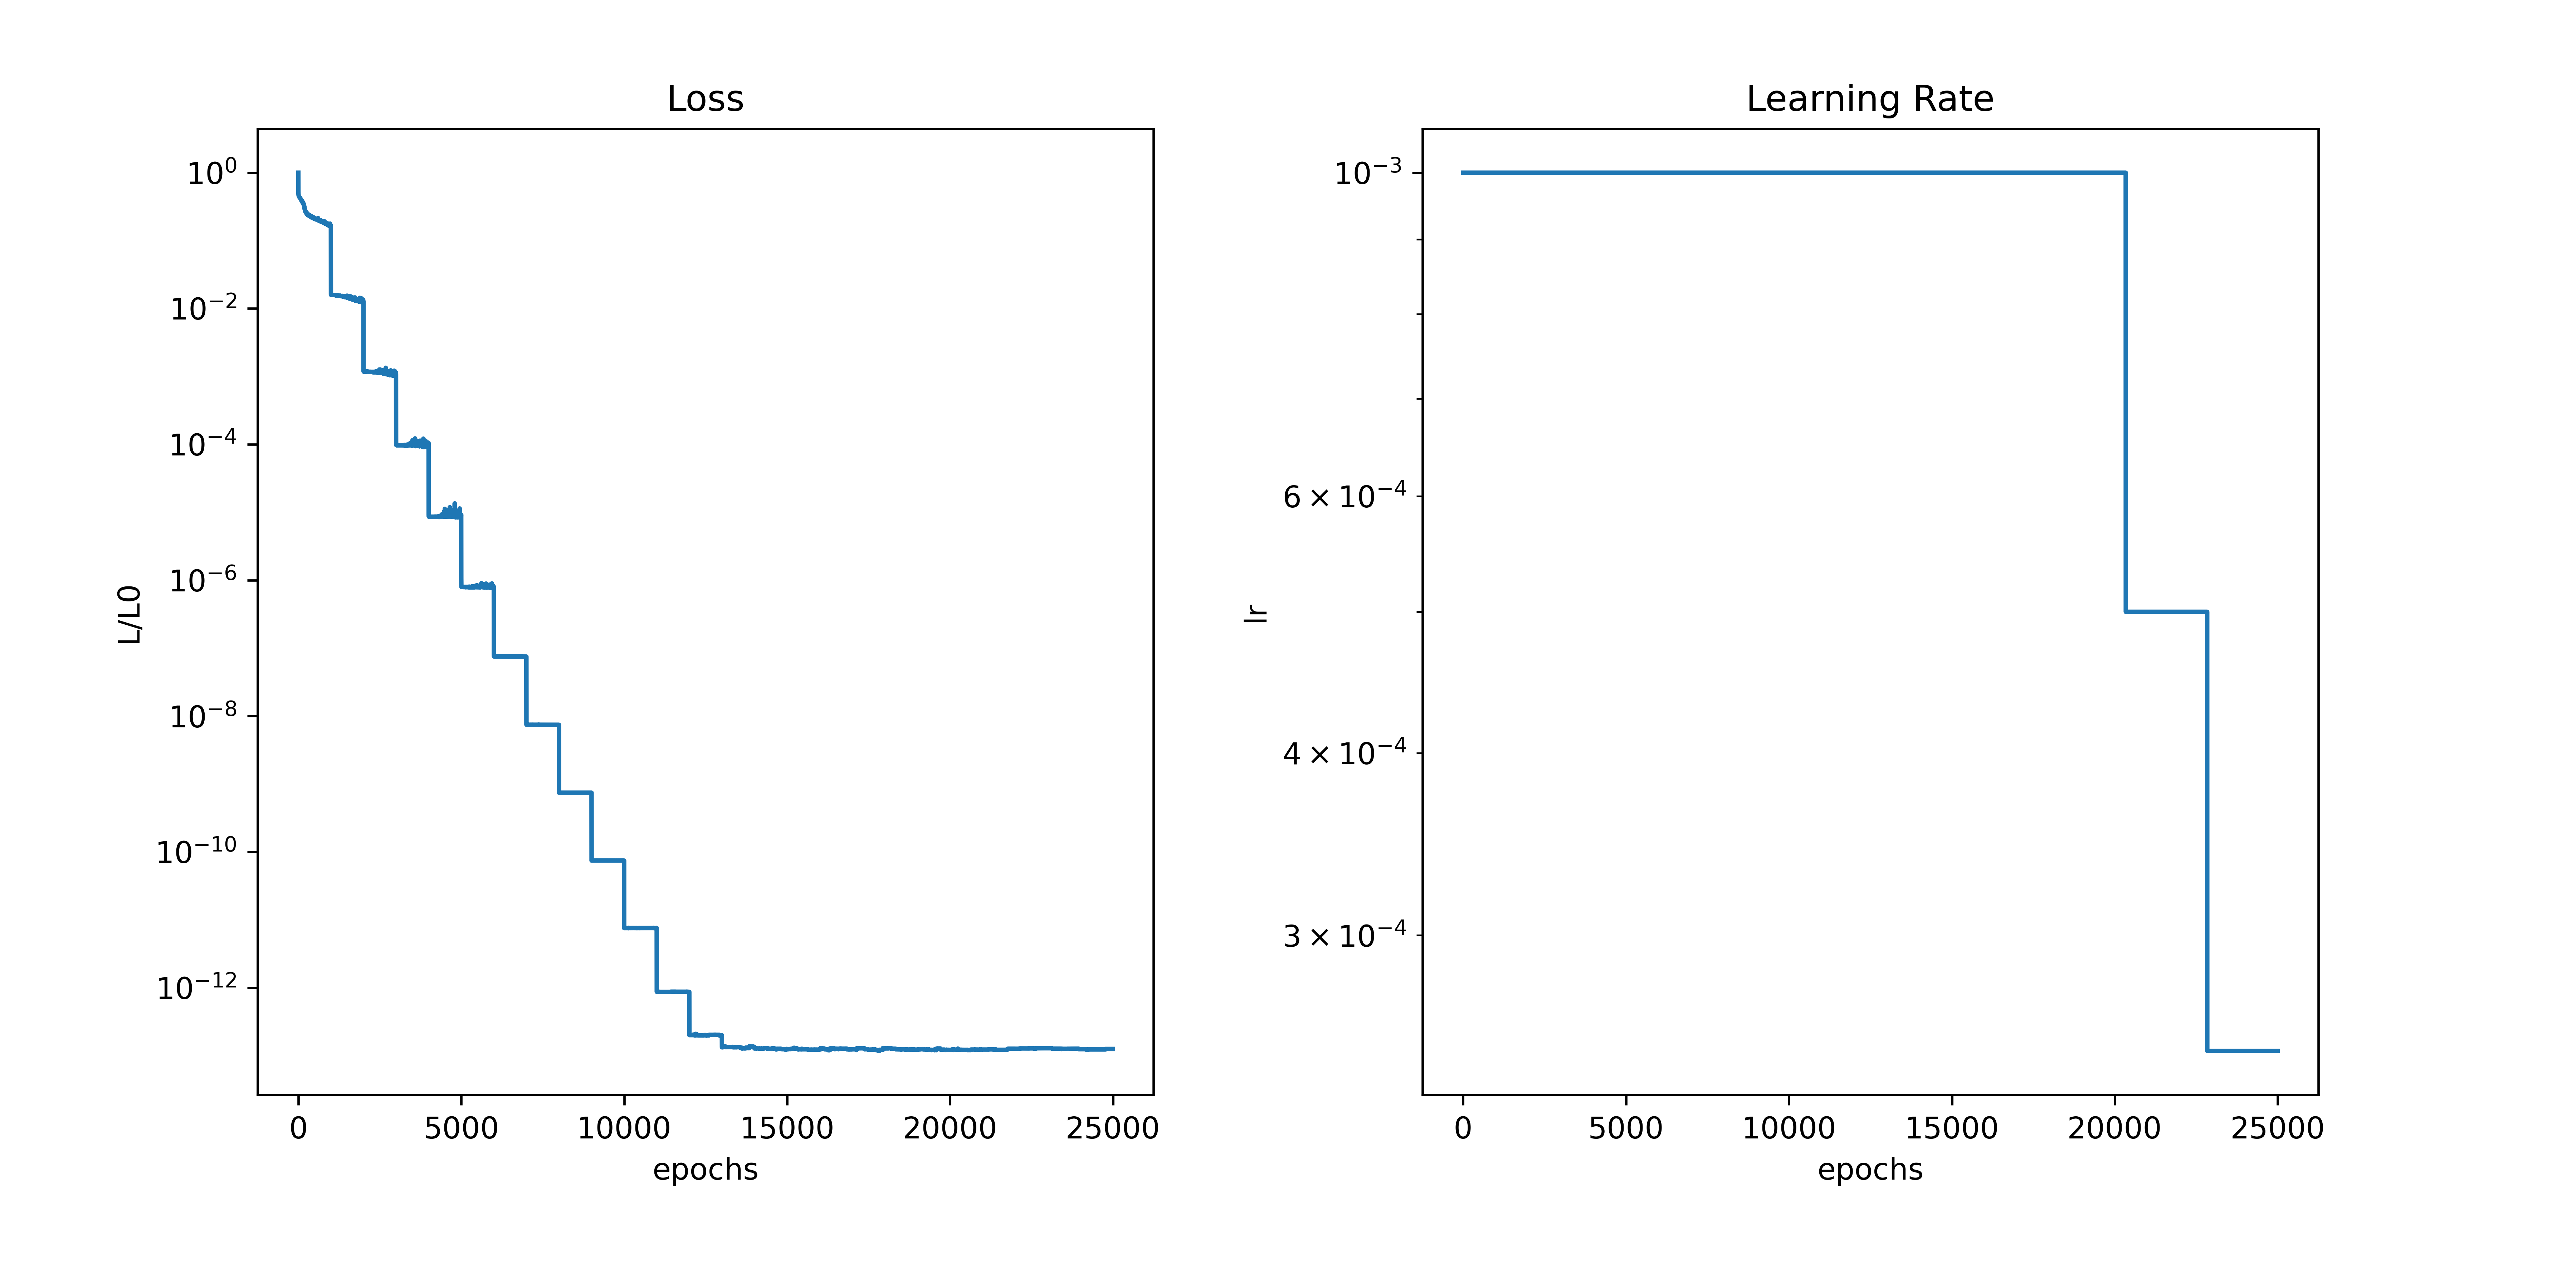 Loss
L/L0
10⁰
10⁻²
10⁻⁴
10⁻⁶
10⁻⁸
10⁻¹⁰
10⁻¹²
0 5000 10000 15000 20000 25000
epochs
Learning Rate
lr
10⁻³
6 × 10⁻⁴
4 × 10⁻⁴
3 × 10⁻⁴
0 5000 10000 15000 20000 25000
epochs